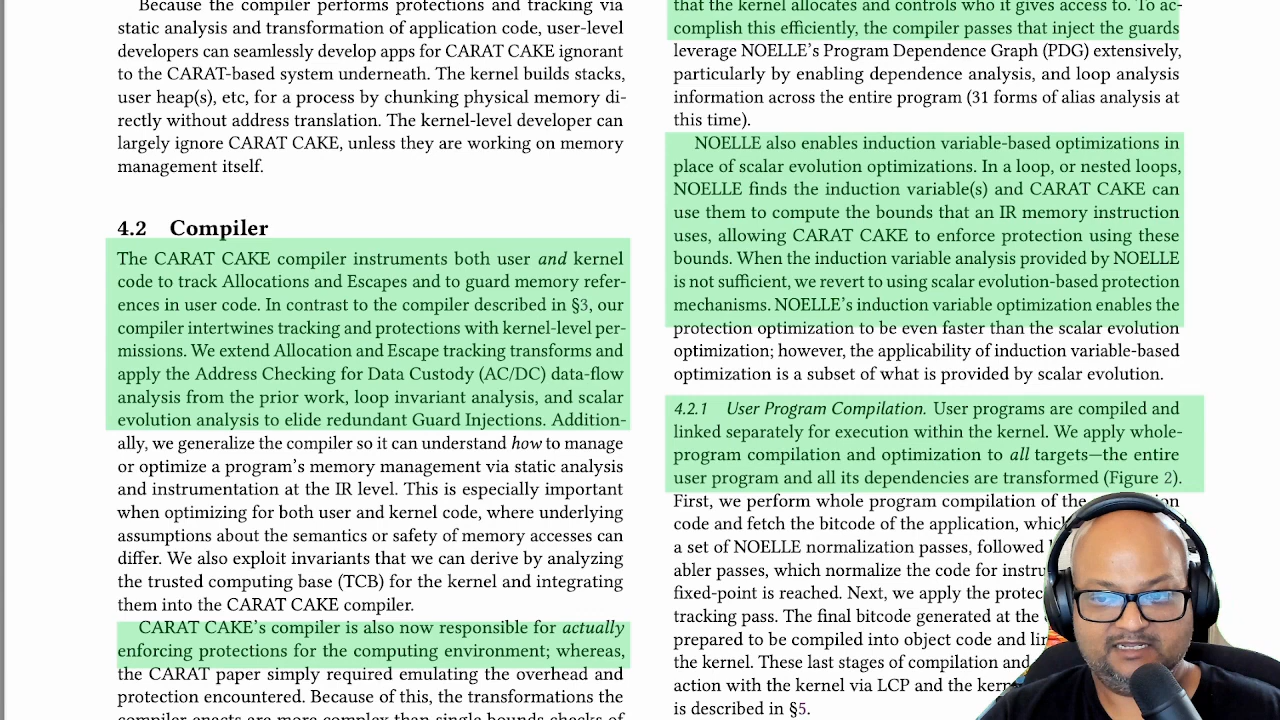 Because the compiler performs protections and tracking via
static analysis and transformation of application code, user-level
developers can seamlessly develop apps for CARAT CAKE ignorant
to the CARAT-based system underneath. The kernel builds stacks,
user heap(s), etc, for a process by chunking physical memory di-
rectly without address translation. The kernel-level developer can
largely ignore CARAT CAKE, unless they are working on memory
management itself.
4.2 Compiler
The CARAT CAKE compiler instruments both user and kernel
code to track Allocations and Escapes and to guard memory refer-
ences in user code. In contrast to the compiler described in §3, our
compiler intertwines tracking and protections with kernel-level per-
missions. We extend Allocation and Escape tracking transforms and
apply the Address Checking for Data Custody (AC/DC) data-flow
analysis from the prior work, loop invariant analysis, and scalar
evolution analysis to elide redundant Guard Injections. Addition-
ally, we generalize the compiler so it can understand how to manage
or optimize a program's memory management via static analysis
and instrumentation at the IR level. This is especially important
when optimizing for both user and kernel code, where underlying
assumptions about the semantics or safety of memory accesses can
differ. We also exploit invariants that we can derive by analyzing
the trusted computing base (TCB) for the kernel and integrating
them into the CARAT CAKE compiler.
CARAT CAKE's compiler is also now responsible for actually
enforcing protections for the computing environment; whereas,
the CARAT paper simply required emulating the overhead and
protection encountered. Because of this, the transformations the
compiler enacts are more complex than single bounds checks of
that the kernel allocates and controls who it gives access to. To ac-
complish this efficiently, the compiler passes that inject the guards
leverage NOELLE's Program Dependence Graph (PDG) extensively,
particularly by enabling dependence analysis, and loop analysis
information across the entire program (31 forms of alias analysis at
this time).
NOELLE also enables induction variable-based optimizations in
place of scalar evolution optimizations. In a loop, or nested loops,
NOELLE finds the induction variable(s) and CARAT CAKE can
use them to compute the bounds that an IR memory instruction
uses, allowing CARAT CAKE to enforce protection using these
bounds. When the induction variable analysis provided by NOELLE
is not sufficient, we revert to using scalar evolution-based protection
mechanisms. NOELLE's induction variable optimization enables the
protection optimization to be even faster than the scalar evolution
optimization; however, the applicability of induction variable-based
optimization is a subset of what is provided by scalar evolution.
4.2.1 User Program Compilation. User programs are compiled and
linked separately for execution within the kernel. We apply whole-
program compilation and optimization to all targets—the entire
user program and all its dependencies are transformed (Figure 2).
First, we perform whole program compilation of the
code and fetch the bitcode of the application,
a set of NOELLE normalization passes, followed
abler passes, which normalize the code for
fixed-point is reached. Next, we apply the
tracking pass. The final bitcode generated at the
prepared to be compiled into object code and
the kernel. These last stages of compilation and
action with the kernel via LCP and the
is described in §5.